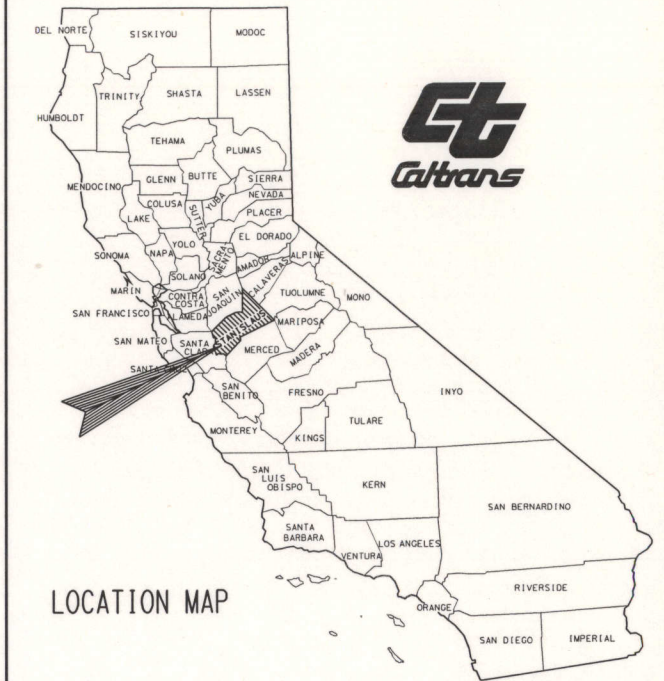 DEL NORTE
SISKIYOU
MODOC
TRINITY
SHASTA
LASSEN
HUMBOLDT
TEHAMA
PLUMAS
MENDOCINO
GLENN
BUTTE
SIERRA
NEVADA
COLUSA
SUTTER
YUBA
PLACER
LAKE
YOLO
EL DORADO
SONOMA
NAPA
SACRA
MENTO
SOLANO
AMADOR
ALPINE
CALAVERAS
MARIN
CONTRA
COSTA
SAN
JOAQUIN
TUOLUMNE
MONO
SAN FRANCISCO
ALAMEDA
STANISLAUS
MARIPOSA
SAN MATEO
SANTA
CLARA
MERCED
MADERA
SANTA CRUZ
SAN
BENITO
FRESNO
INYO
MONTEREY
KINGS
TULARE
SAN
LUIS
OBISPO
KERN
SAN BERNARDINO
SANTA
BARBARA
VENTURA
LOS ANGELES
ORANGE
RIVERSIDE
SAN DIEGO
IMPERIAL
Ct
Caltrans
LOCATION MAP